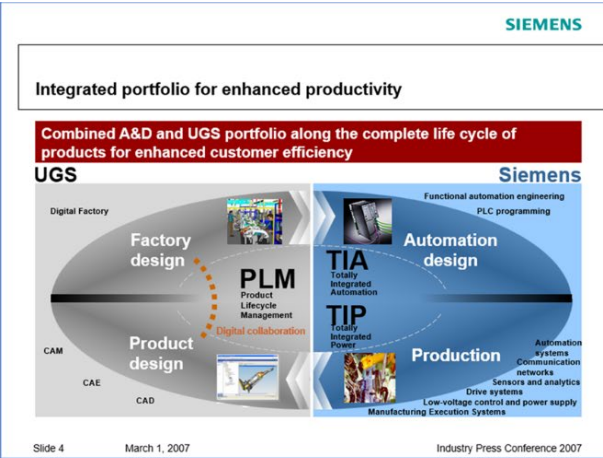 SIEMENS
Integrated portfolio for enhanced productivity
Combined A&D and UGS portfolio along the complete life cycle of
products for enhanced customer efficiency
UGS
Siemens
Digital Factory
Functional automation engineering
PLC programming
Factory
design
Automation
design
PLM
Product
Lifecycle
Management
TIA
Totally
Integrated
Automation
Digital collaboration
TIP
Totally
Integrated
Power
Product
design
Production
CAM
CAE
CAD
Automation
systems
Communication
networks
Sensors and analytics
Drive systems
Low-voltage control and power supply
Manufacturing Execution Systems
Slide 4
March 1, 2007
Industry Press Conference 2007